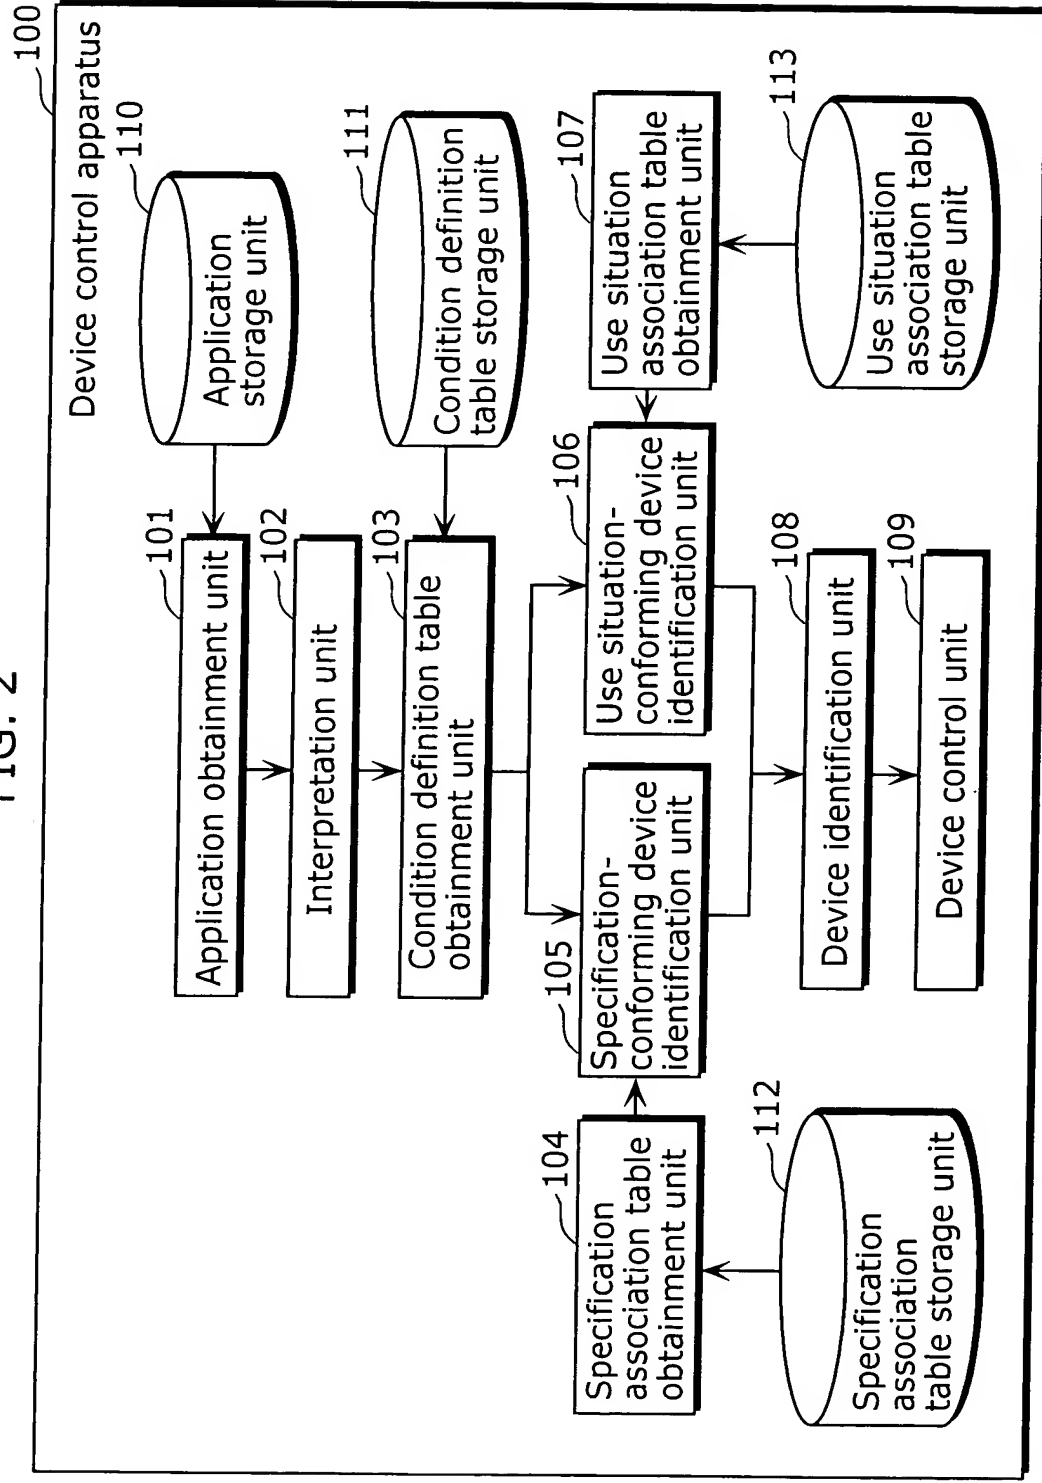 FIG. 2
100
Device control apparatus
110
Application
storage unit
101
Application obtainment unit
102
Interpretation unit
111
Condition definition
table storage unit
103
Condition definition table
obtainment unit
104
Specification
association table
obtainment unit
105
Specification-
conforming device
identification unit
106
Use situation-
conforming device
identification unit
107
Use situation
association table
obtainment unit
112
Specification
association
table storage unit
108
Device identification unit
109
Device control unit
113
Use situation
association table
storage unit